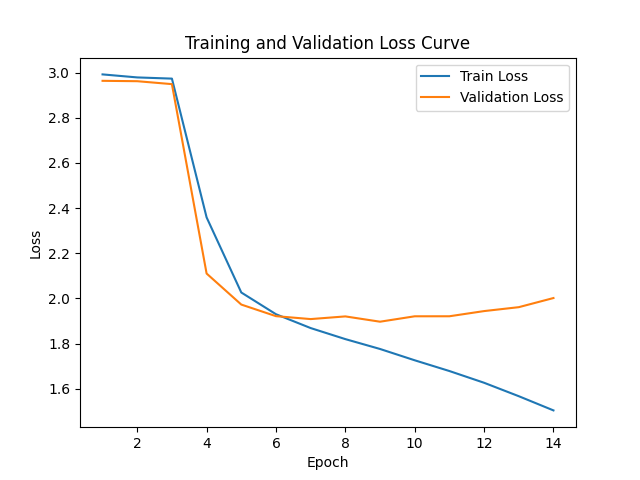 Training and Validation Loss Curve
Train Loss
Validation Loss
3.0
2.8
2.6
2.4
2.2
2.0
1.8
1.6
Loss
2 4 6 8 10 12 14
Epoch